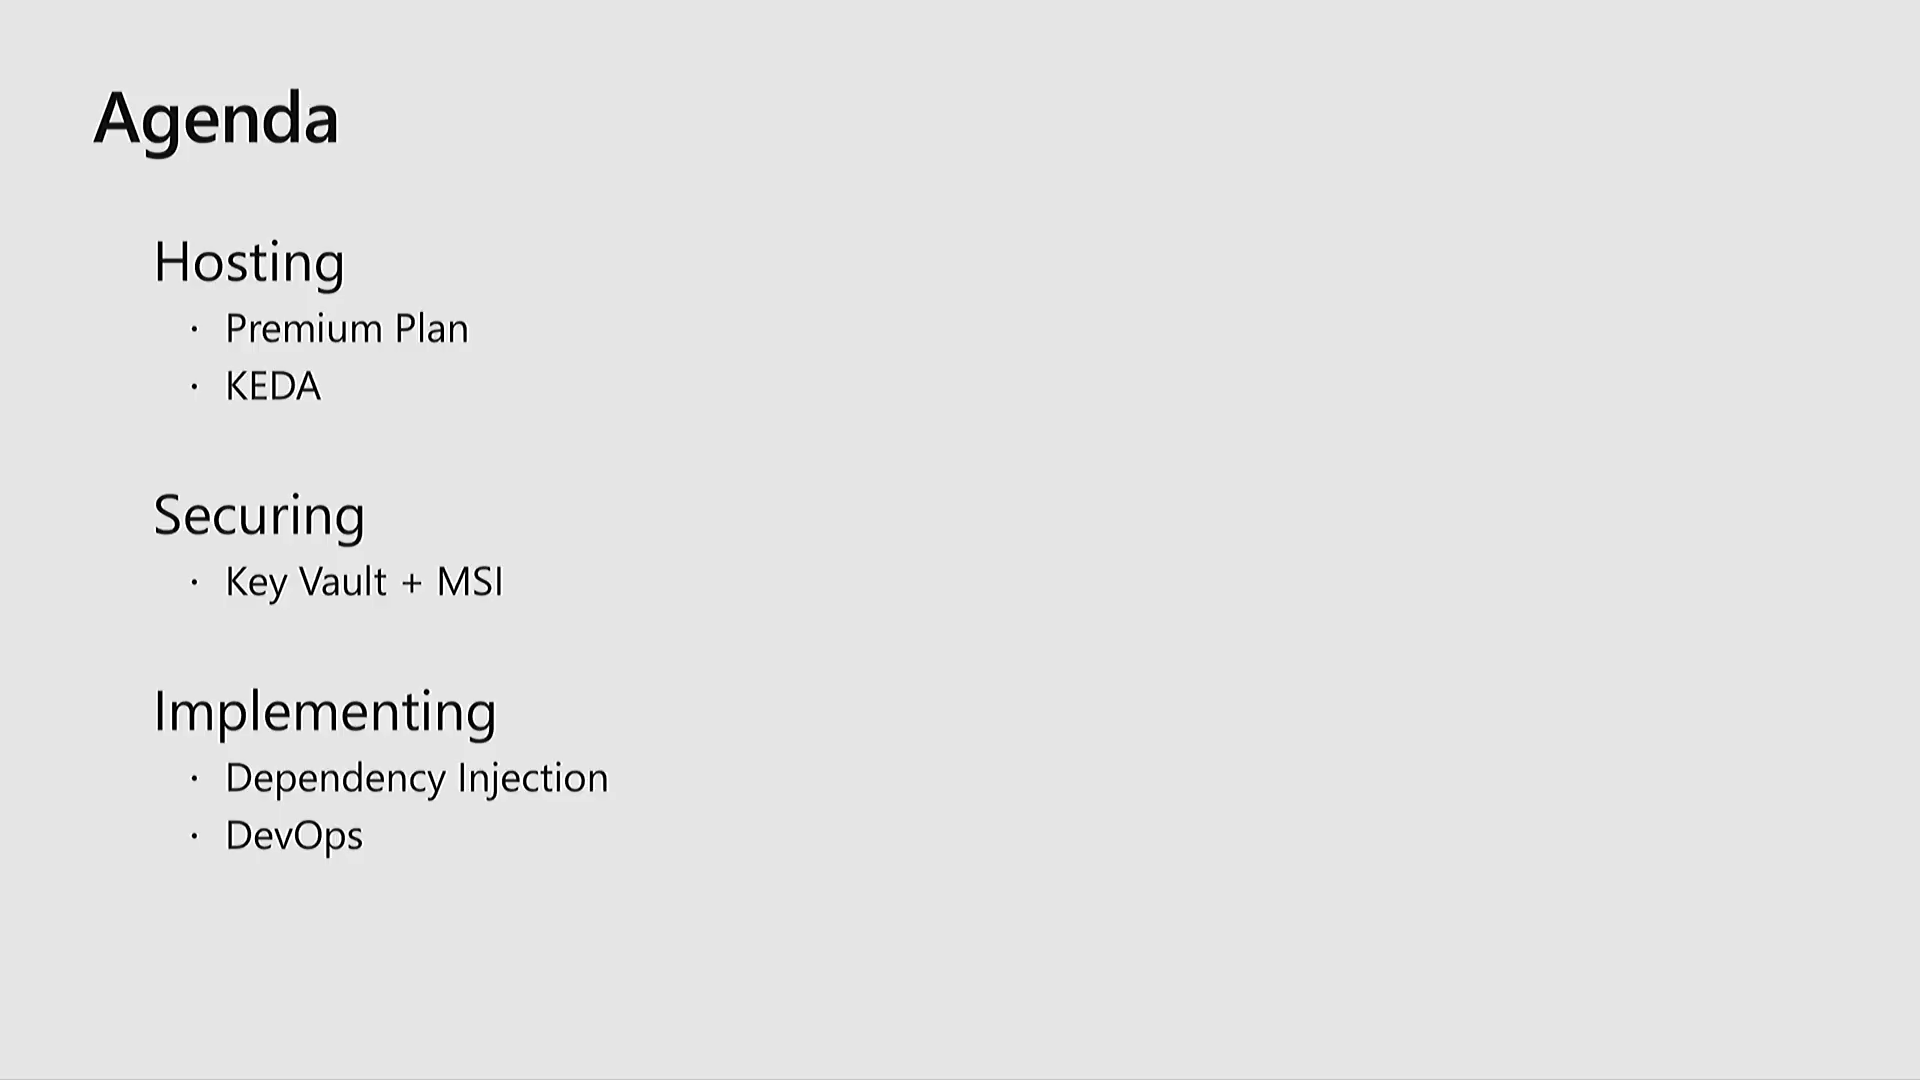 Agenda
Hosting
· Premium Plan
· KEDA
Securing
· Key Vault + MSI
Implementing
· Dependency Injection
· DevOps